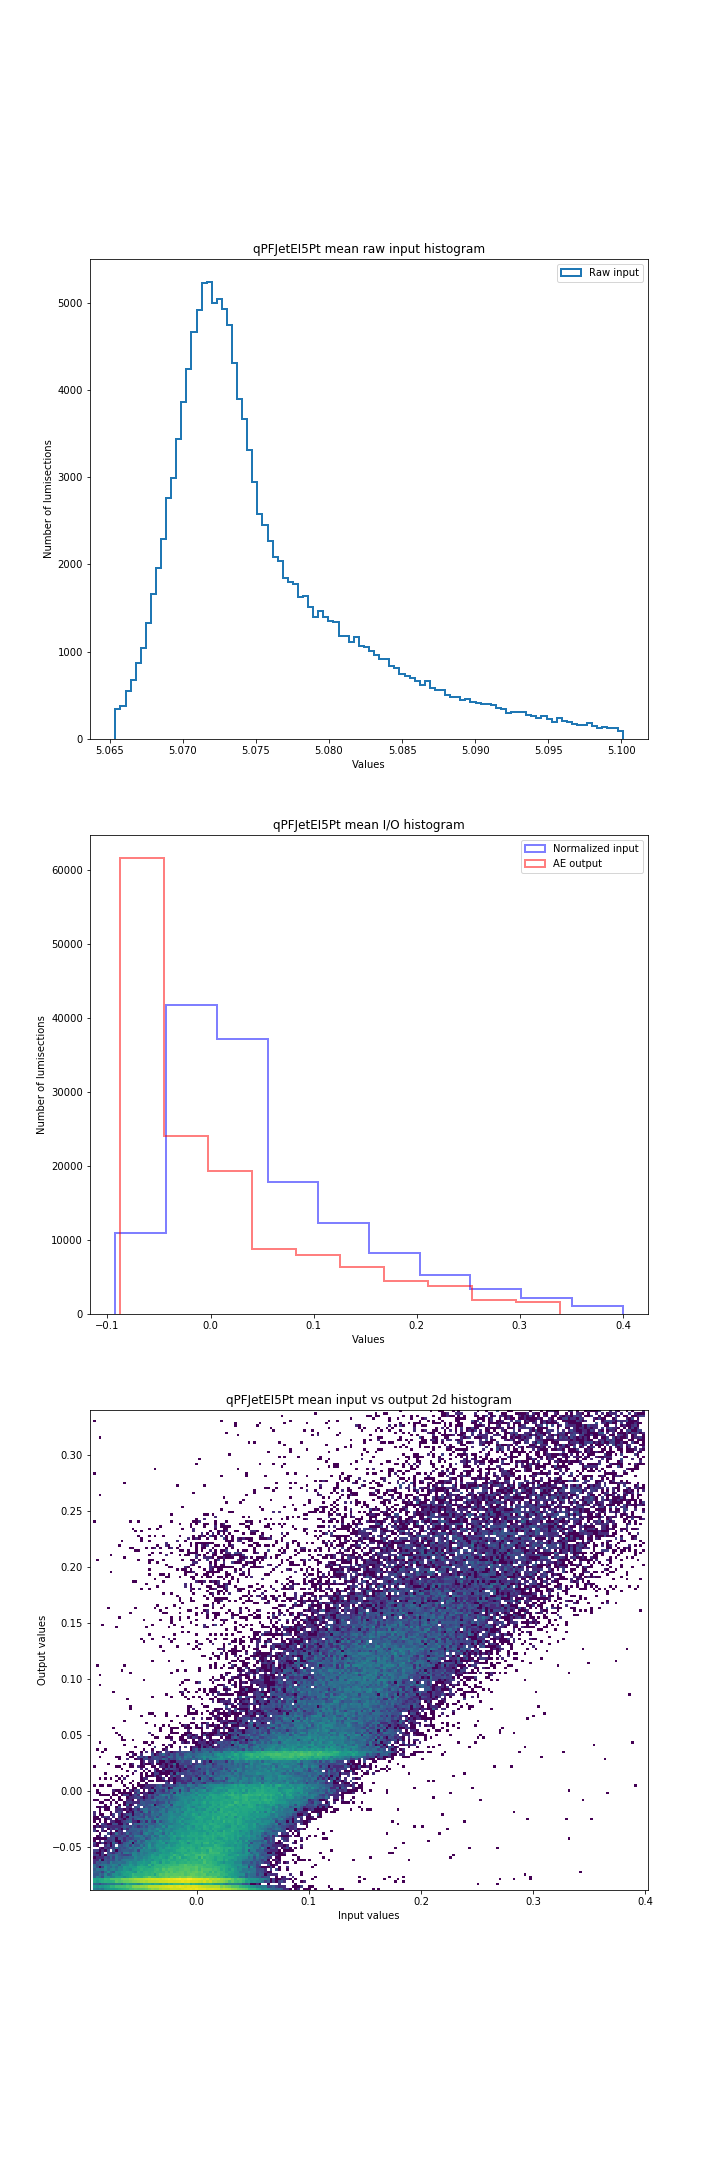 qPFJetEI5Pt mean raw input histogram
Raw input
5000
4000
3000
2000
1000
0
Number of lumisections
5.065 5.070 5.075 5.080 5.085 5.090 5.095 5.100
Values
qPFJetEI5Pt mean I/O histogram
Normalized input
AE output
60000
50000
40000
30000
20000
10000
0
Number of lumisections
−0.1 0.0 0.1 0.2 0.3 0.4
Values
qPFJetEI5Pt mean input vs output 2d histogram
0.30
0.25
0.20
0.15
0.10
0.05
0.00
−0.05
Output values
0.0 0.1 0.2 0.3 0.4
Input values